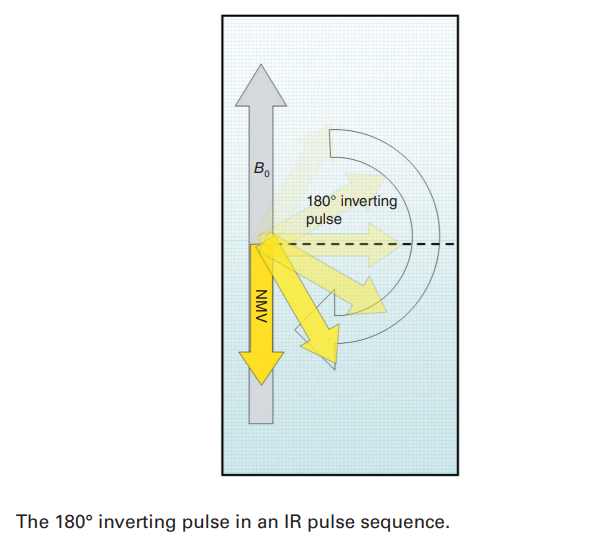 B₀
180° inverting
pulse
NMV
The 180° inverting pulse in an IR pulse sequence.